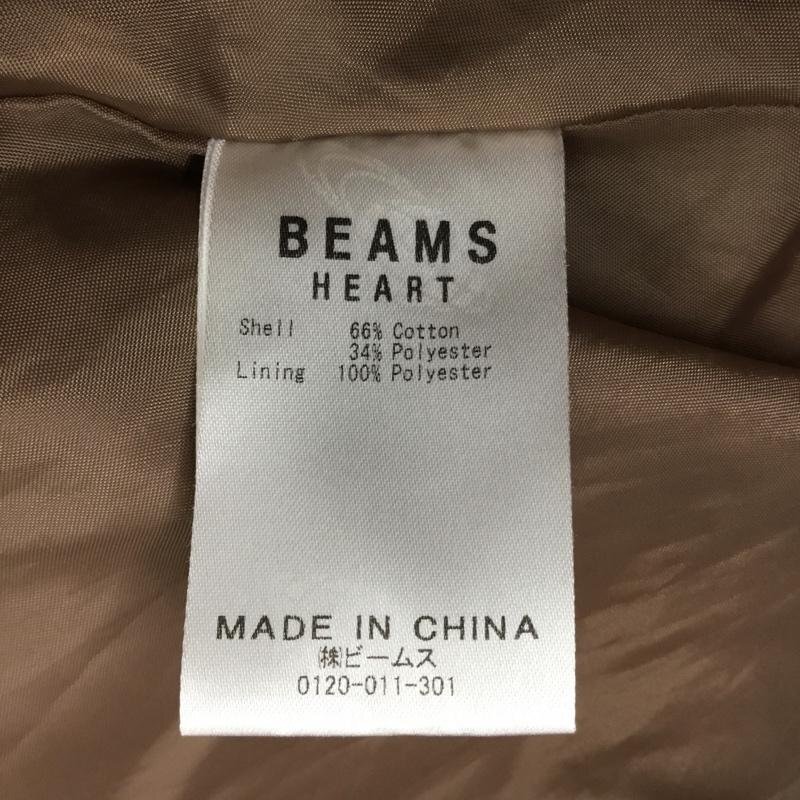 BEAMS
HEART
Shell 66% Cotton
34% Polyester
Lining 100% Polyester
MADE IN CHINA
㈱ビームス
0120-011-301